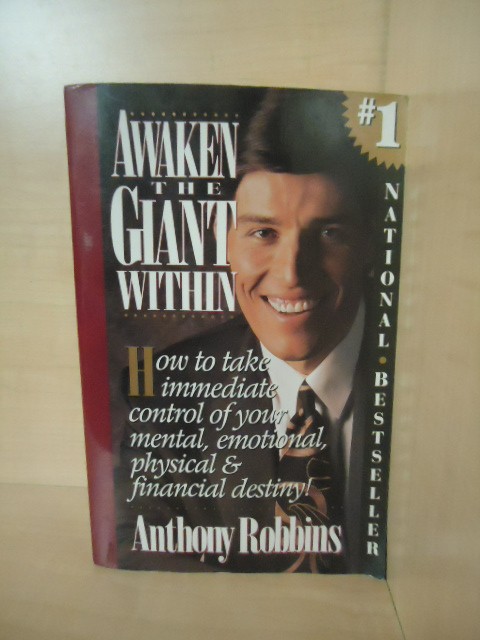 AWAKEN
THE
GIANT
WITHIN
#1
NATIONAL • BESTSELLER
How to take
immediate
control of your
mental, emotional,
physical &
financial destiny!
Anthony Robbins